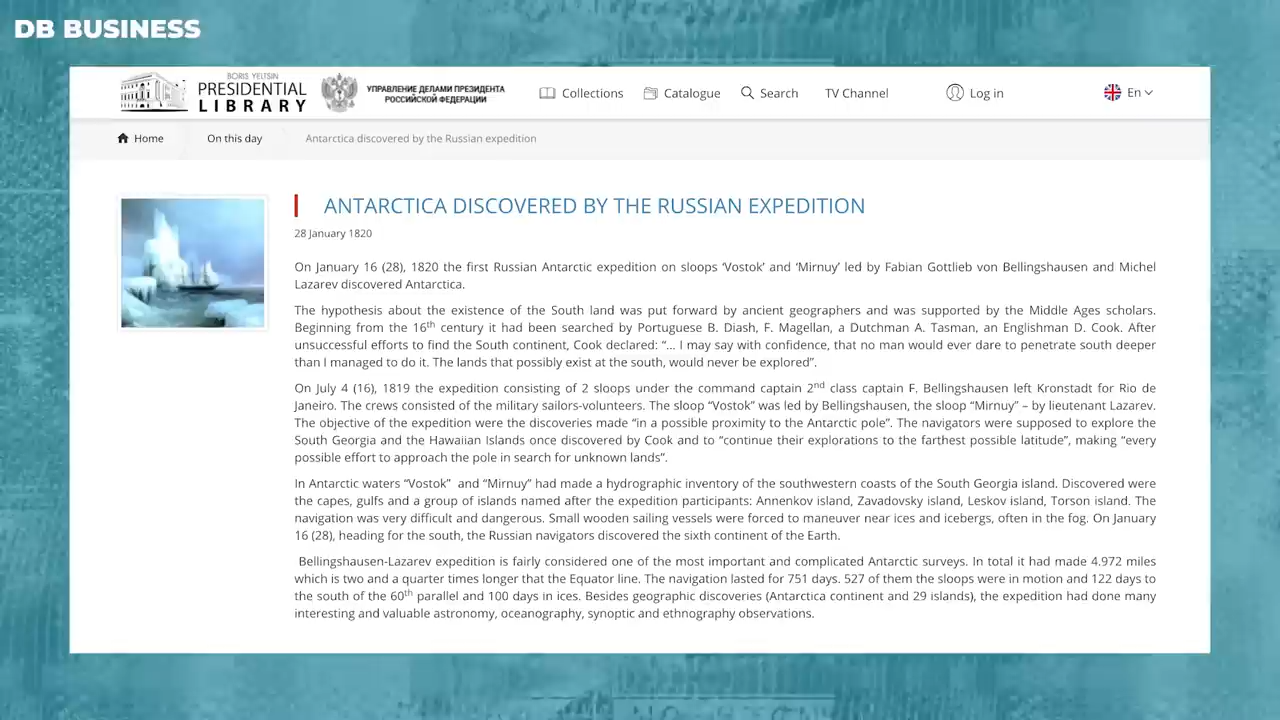 DB BUSINESS
BORIS YELTSIN
PRESIDENTIAL
LIBRARY
УПРАВЛЕНИЕ ДЕЛАМИ ПРЕЗИДЕНТА
РОССИЙСКОЙ ФЕДЕРАЦИИ
Collections
Catalogue
Search
TV Channel
Log in
En
Home
On this day
Antarctica discovered by the Russian expedition
ANTARCTICA DISCOVERED BY THE RUSSIAN EXPEDITION
28 January 1820
On January 16 (28), 1820 the first Russian Antarctic expedition on sloops ‘Vostok’ and ‘Mirnuy’ led by Fabian Gottlieb von Bellingshausen and Michel
Lazarev discovered Antarctica.
The hypothesis about the existence of the South land was put forward by ancient geographers and was supported by the Middle Ages scholars.
Beginning from the 16th century it had been searched by Portuguese B. Diash, F. Magellan, a Dutchman A. Tasman, an Englishman D. Cook. After
unsuccessful efforts to find the South continent, Cook declared: “... I may say with confidence, that no man would ever dare to penetrate south deeper
than I managed to do it. The lands that possibly exist at the south, would never be explored”.
On July 4 (16), 1819 the expedition consisting of 2 sloops under the command captain 2nd class captain F. Bellingshausen left Kronstadt for Rio de
Janeiro. The crews consisted of the military sailors-volunteers. The sloop “Vostok” was led by Bellingshausen, the sloop “Mirnuy” – by lieutenant Lazarev.
The objective of the expedition were the discoveries made “in a possible proximity to the Antarctic pole”. The navigators were supposed to explore the
South Georgia and the Hawaiian Islands once discovered by Cook and to “continue their explorations to the farthest possible latitude”, making “every
possible effort to approach the pole in search for unknown lands”.
In Antarctic waters “Vostok” and “Mirnuy” had made a hydrographic inventory of the southwestern coasts of the South Georgia island. Discovered were
the capes, gulfs and a group of islands named after the expedition participants: Annenkov island, Zavadovsky island, Leskov island, Torson island. The
navigation was very difficult and dangerous. Small wooden sailing vessels were forced to maneuver near ices and icebergs, often in the fog. On January
16 (28), heading for the south, the Russian navigators discovered the sixth continent of the Earth.
Bellingshausen-Lazarev expedition is fairly considered one of the most important and complicated Antarctic surveys. In total it had made 4.972 miles
which is two and a quarter times longer that the Equator line. The navigation lasted for 751 days. 527 of them the sloops were in motion and 122 days to
the south of the 60th parallel and 100 days in ices. Besides geographic discoveries (Antarctica continent and 29 islands), the expedition had done many
interesting and valuable astronomy, oceanography, synoptic and ethnography observations.